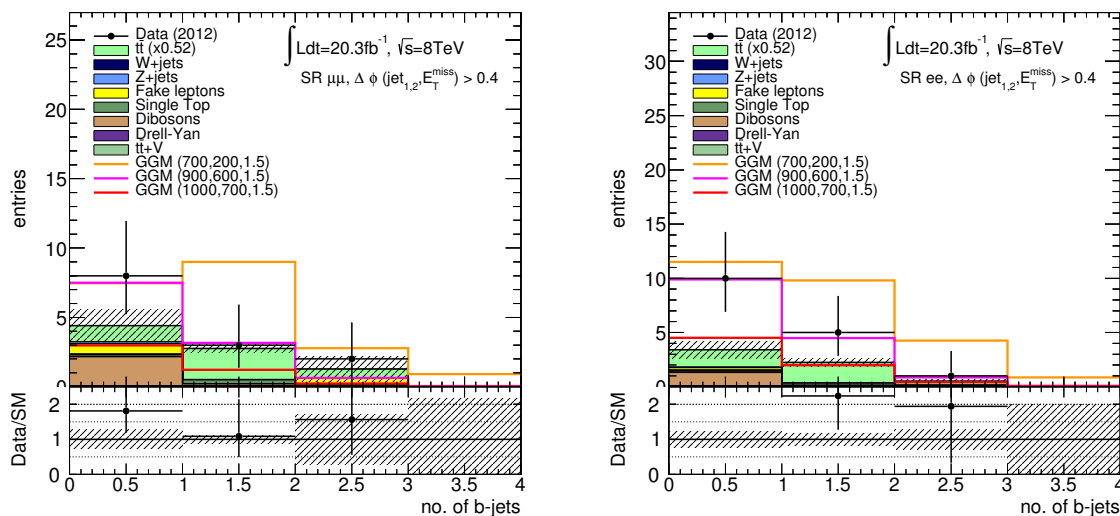 25
20
15
10
5
0
entries
∫Ldt=20.3fb⁻¹, √s=8TeV
SR μμ, Δ ϕ (jet₁,₂,E_T^miss) > 0.4
Data (2012)
tt̄ (x0.52)
W+jets
Z+jets
Fake leptons
Single Top
Dibosons
Drell-Yan
tt̄+V
GGM (700,200,1.5)
GGM (900,600,1.5)
GGM (1000,700,1.5)
Data/SM
2
1
0
0 0.5 1 1.5 2 2.5 3 3.5 4
no. of b-jets
30
25
20
15
10
5
0
entries
∫Ldt=20.3fb⁻¹, √s=8TeV
SR ee, Δ ϕ (jet₁,₂,E_T^miss) > 0.4
Data (2012)
tt̄ (x0.52)
W+jets
Z+jets
Fake leptons
Single Top
Dibosons
Drell-Yan
tt̄+V
GGM (700,200,1.5)
GGM (900,600,1.5)
GGM (1000,700,1.5)
Data/SM
2
1
0
0 0.5 1 1.5 2 2.5 3 3.5 4
no. of b-jets